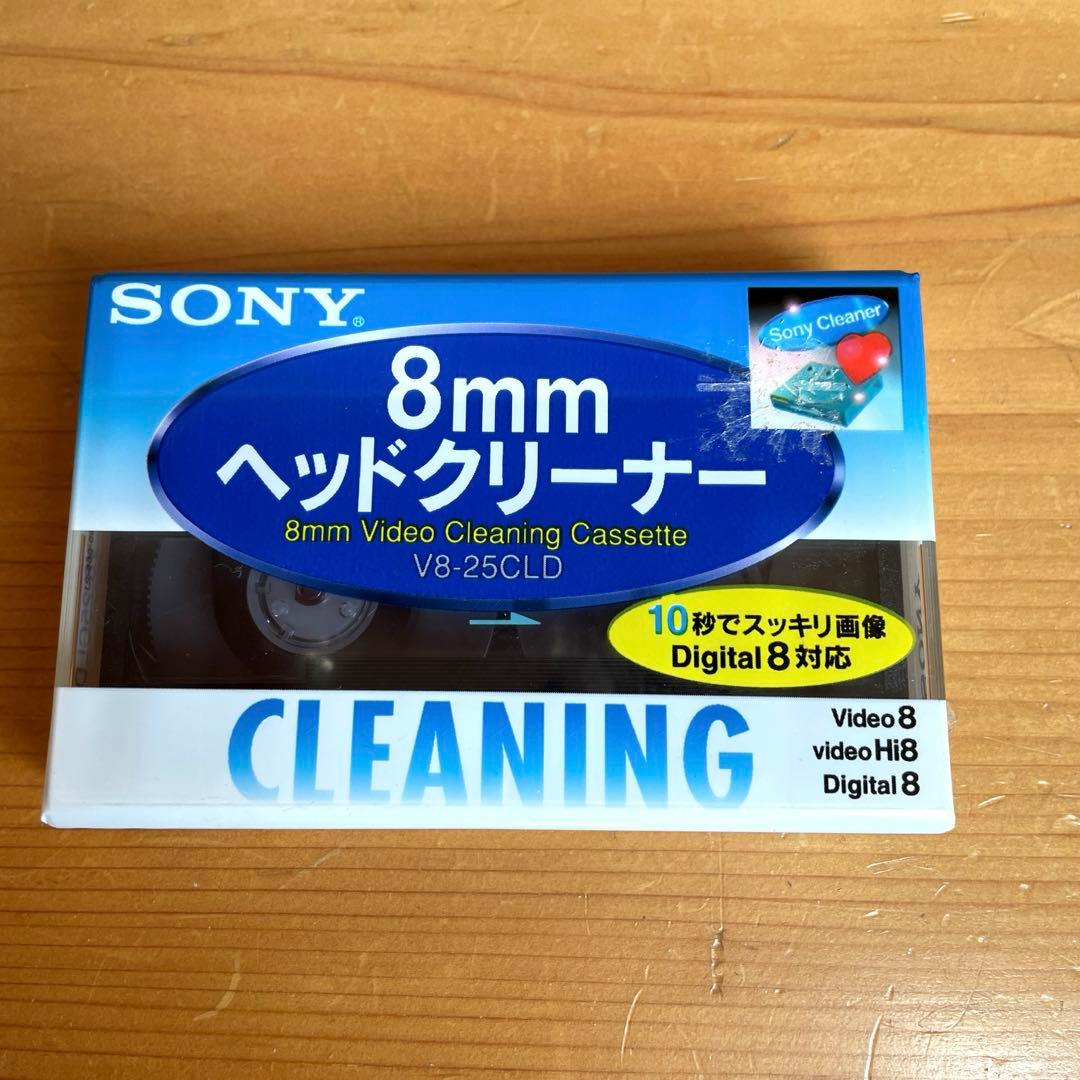 SONY®
Sony Cleaner
8mm
ヘッドクリーナー
8mm Video Cleaning Cassette
V8-25CLD
10秒でスッキリ画像
Digital 8 対応
CLEANING
Video 8
video Hi8
Digital 8